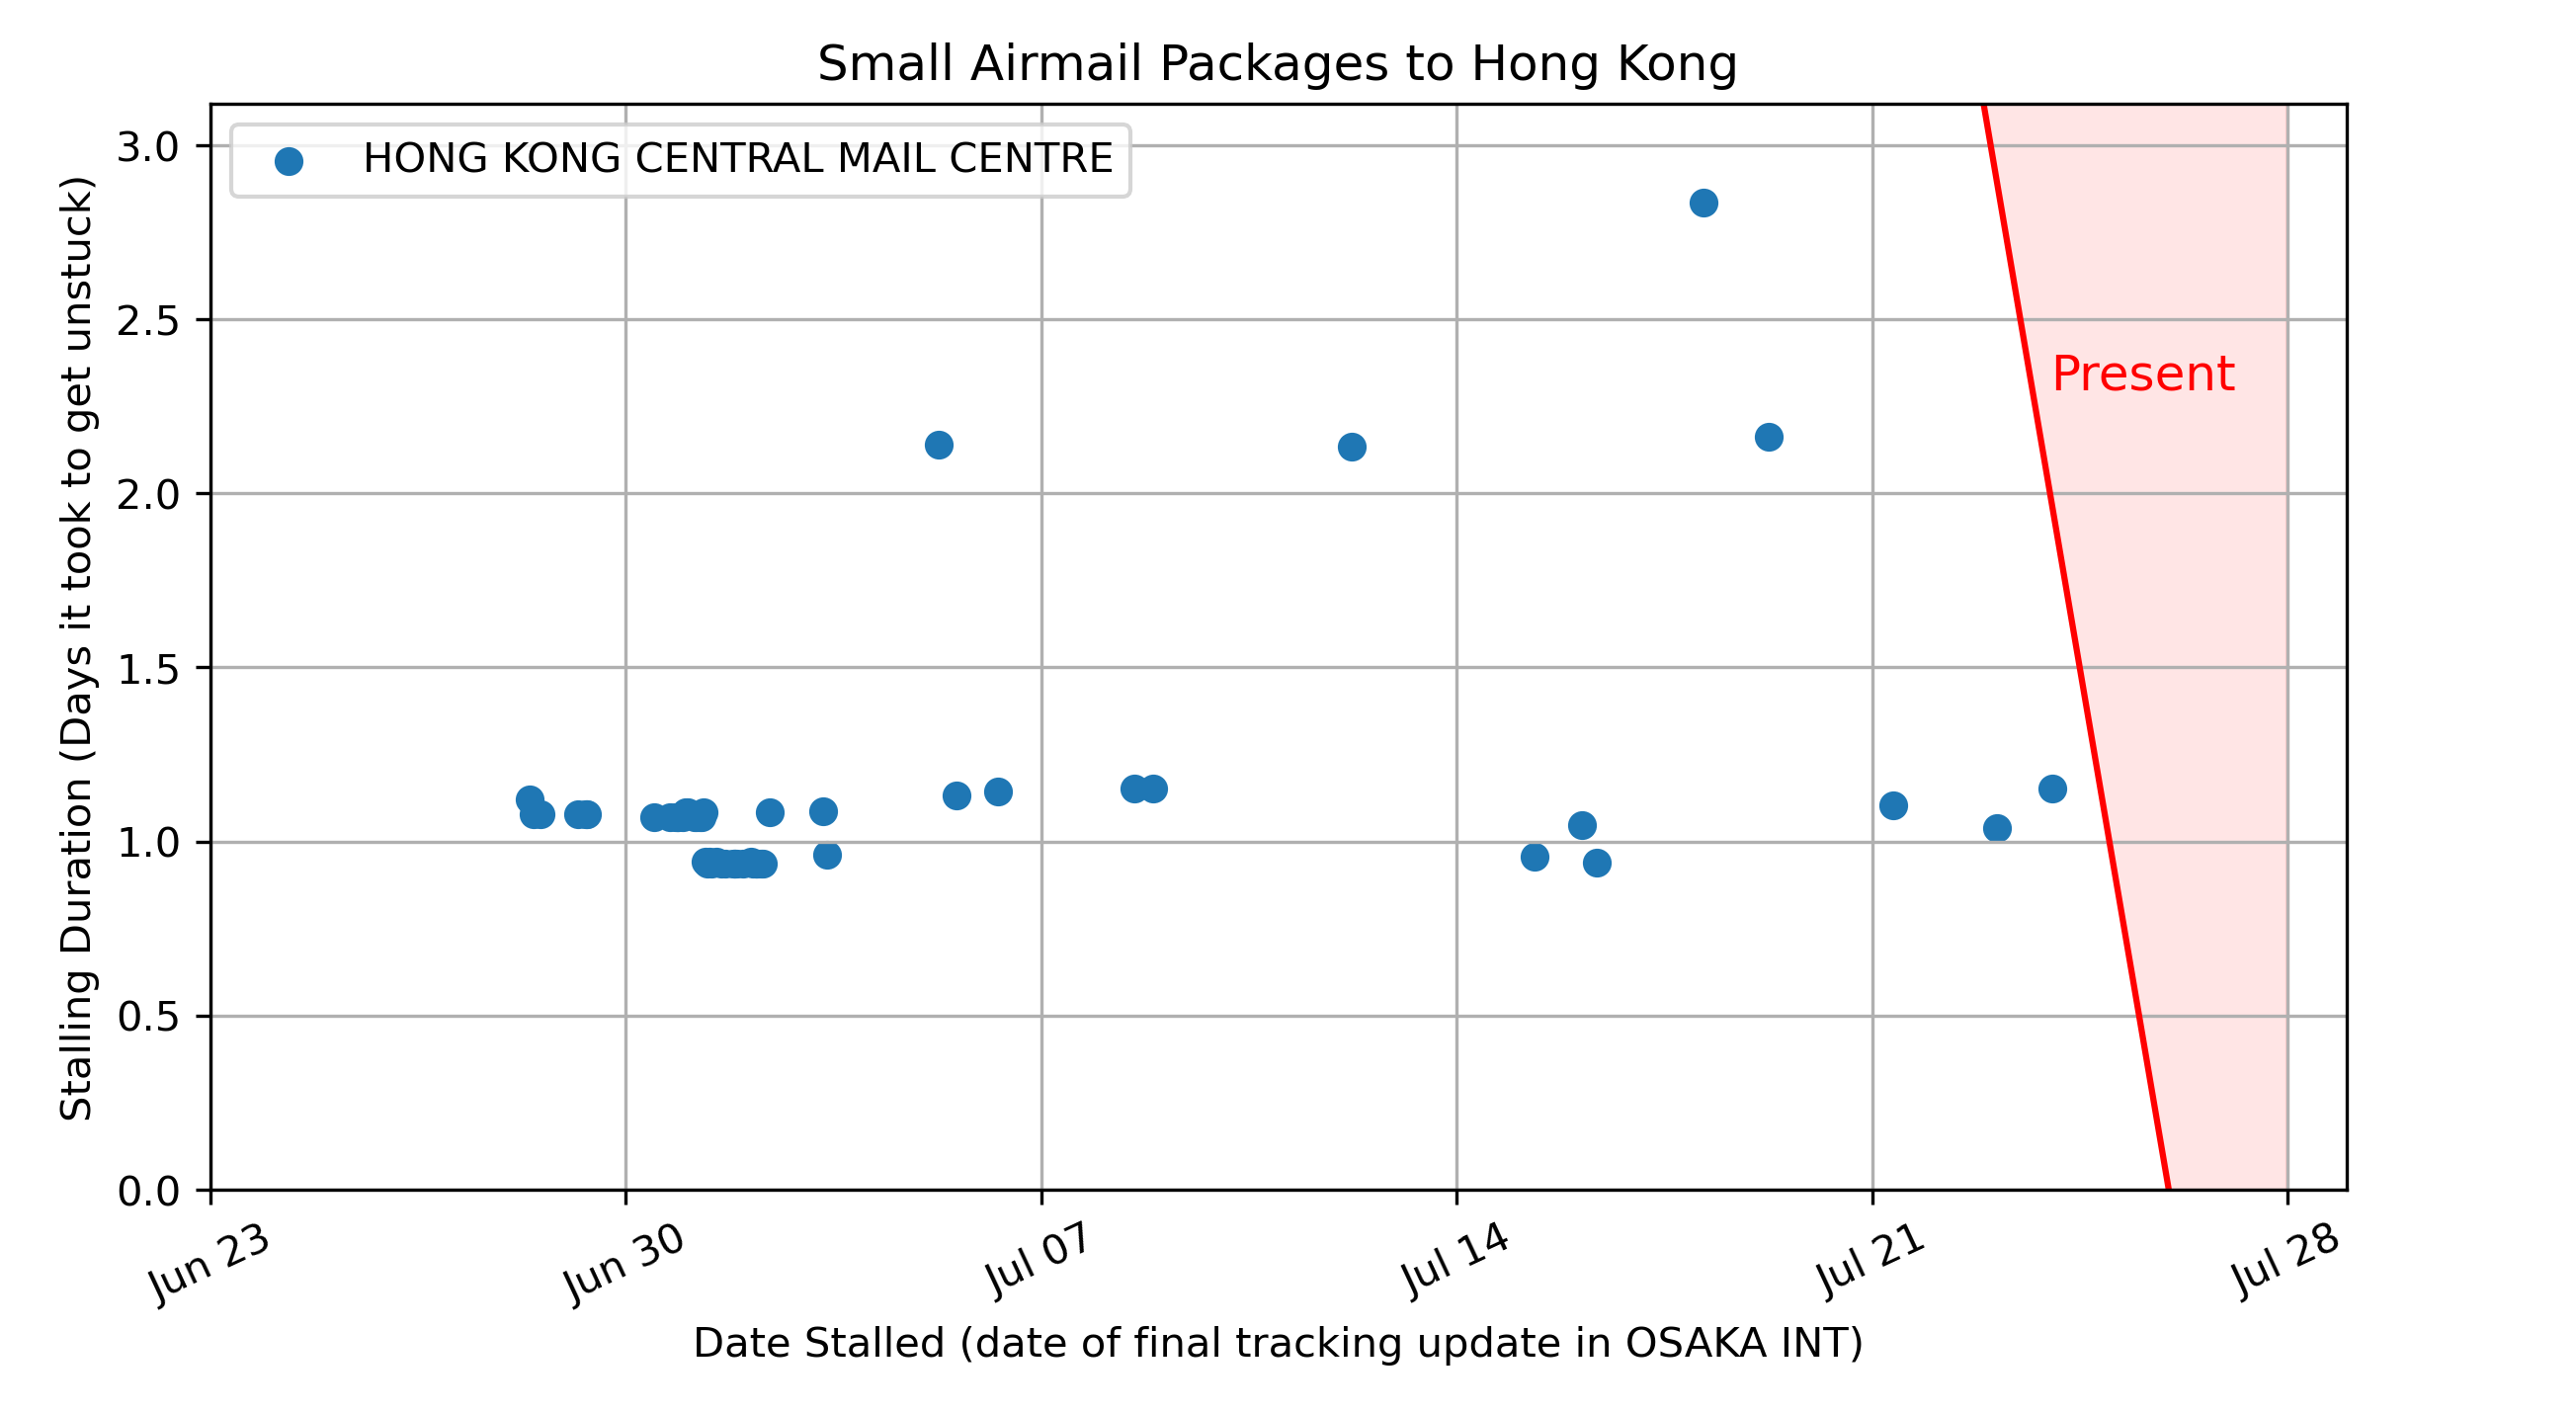 Small Airmail Packages to Hong Kong
HONG KONG CENTRAL MAIL CENTRE
3.0
2.5
2.0
1.5
1.0
0.5
0.0
Stalling Duration (Days it took to get unstuck)
Present
Jun 23
Jun 30
Jul 07
Jul 14
Jul 21
Jul 28
Date Stalled (date of final tracking update in OSAKA INT)